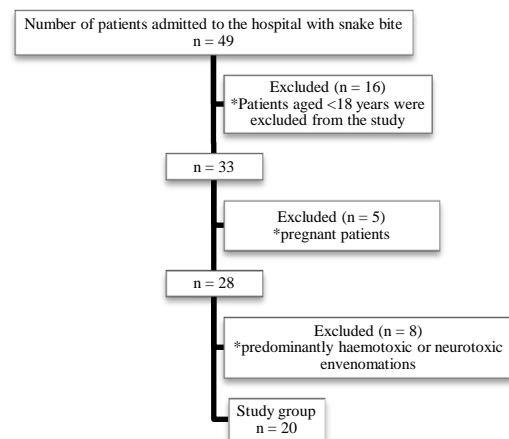 Number of patients admitted to the hospital with snake bite
n = 49
Excluded (n = 16)
*Patients aged <18 years were
excluded from the study
n = 33
Excluded (n = 5)
*pregnant patients
n = 28
Excluded (n = 8)
*predominantly haemotoxic or neurotoxic
envenomations
Study group
n = 20